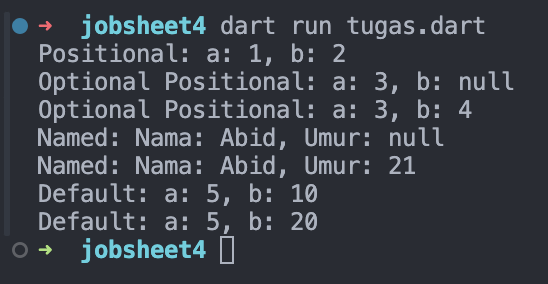 → jobsheet4 dart run tugas.dart
Positional: a: 1, b: 2
Optional Positional: a: 3, b: null
Optional Positional: a: 3, b: 4
Named: Nama: Abid, Umur: null
Named: Nama: Abid, Umur: 21
Default: a: 5, b: 10
Default: a: 5, b: 20
→ jobsheet4